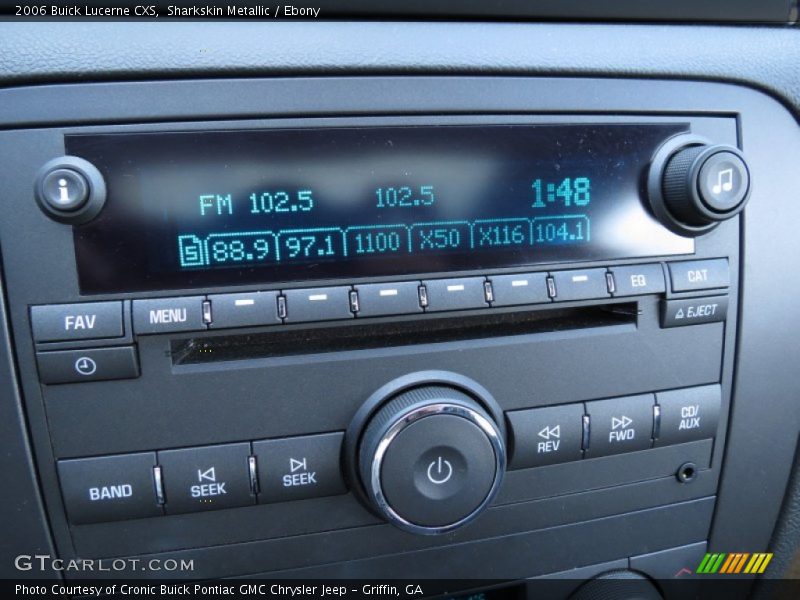 2006 Buick Lucerne CXS,  Sharkskin Metallic / Ebony
i
FM 102.5 102.5 1:48
5 88.9 97.1 1100 X50 X116 104.1
FAV MENU EQ CAT
EJECT
BAND SEEK SEEK REV FWD CD/AUX
GTCARLOT.COM
Photo Courtesy of Cronic Buick Pontiac GMC Chrysler Jeep - Griffin, GA